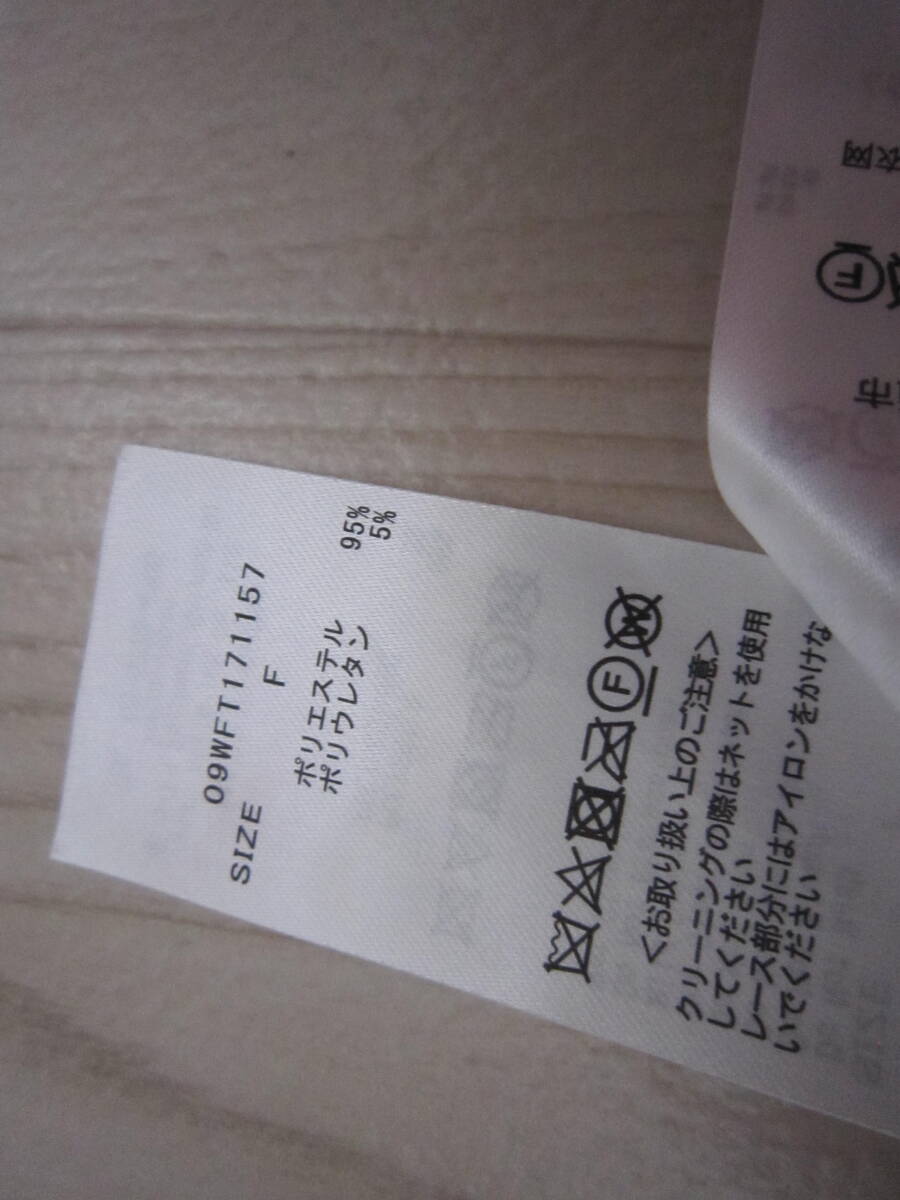 09WFT171157
SIZE F
ポリエステル 95%
ポリウレタン 5%
F
W
<お取り扱い上のご注意>
クリーニングの際はネットを使用
してください
レース部分にはアイロンをかけな
いでください
F